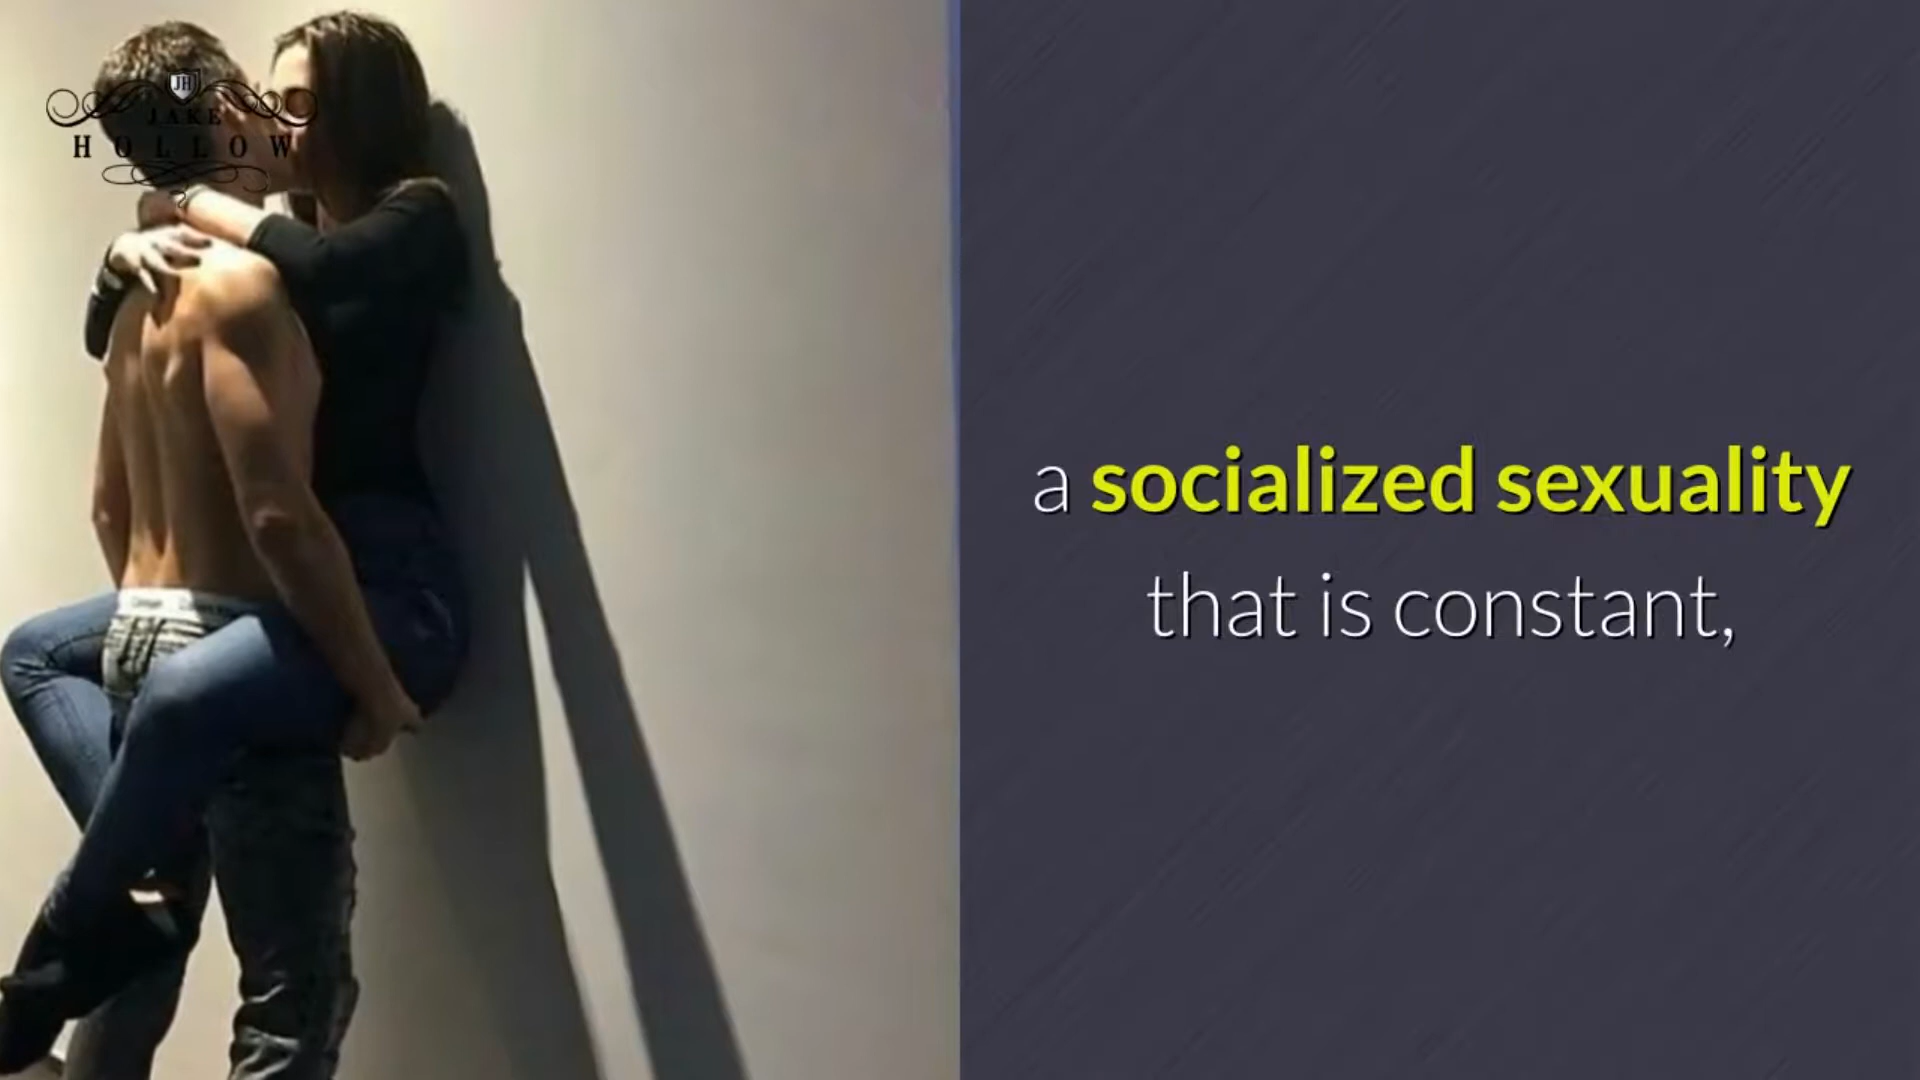 JH
JAKE
HOLLOW
a socialized sexuality
that is constant,